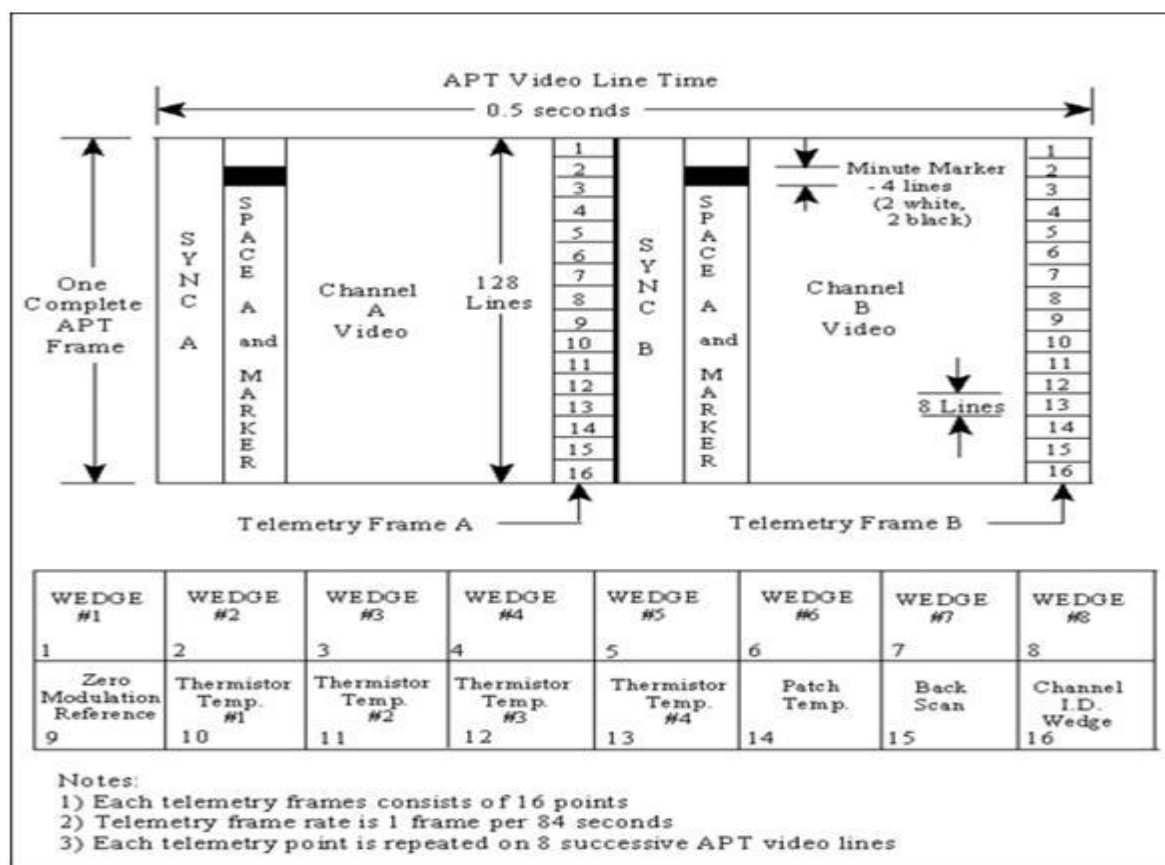 APT Video Line Time
0.5 seconds
One
Complete
APT
Frame
SYNC A
SPACE A and MARKER
Channel
A
Video
128
Lines
1
2
3
4
5
6
7
8
9
10
11
12
13
14
15
16
SYNC B
SPACE A and MARKER
Minute Marker
- 4 lines
(2 white,
2 black)
Channel
B
Video
8 Lines
1
2
3
4
5
6
7
8
9
10
11
12
13
14
15
16
Telemetry Frame A
Telemetry Frame B
WEDGE
#1
1
WEDGE
#2
2
WEDGE
#3
3
WEDGE
#4
4
WEDGE
#5
5
WEDGE
#6
6
WEDGE
#7
7
WEDGE
#8
8
Zero
Modulation
Reference
9
Thermistor
Temp.
#1
10
Thermistor
Temp.
#2
11
Thermistor
Temp.
#3
12
Thermistor
Temp.
#4
13
Patch
Temp.
14
Back
Scan
15
Channel
I.D.
Wedge
16
Notes:
1) Each telemetry frames consists of 16 points
2) Telemetry frame rate is 1 frame per 84 seconds
3) Each telemetry point is repeated on 8 successive APT video lines